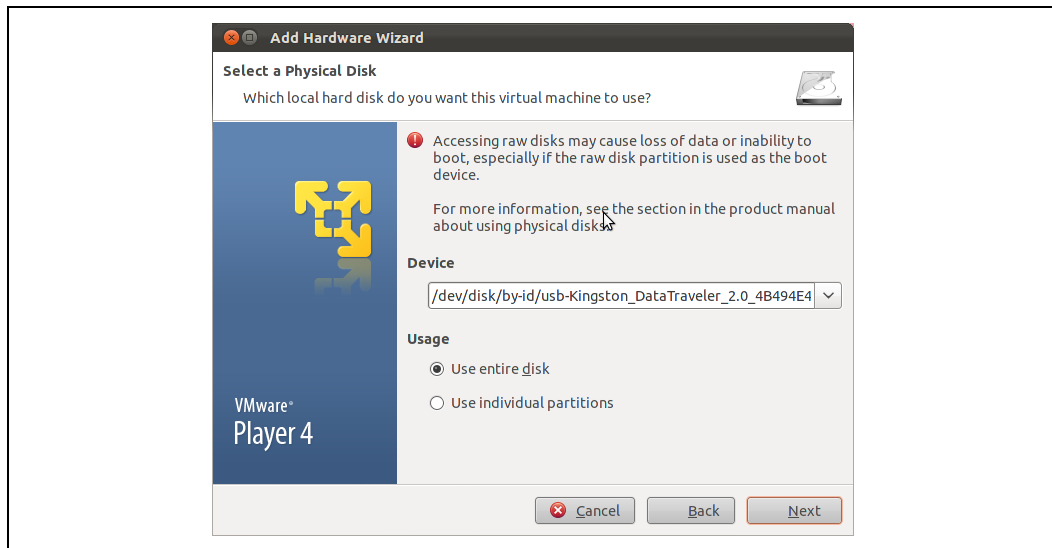 Add Hardware Wizard
Select a Physical Disk
Which local hard disk do you want this virtual machine to use?
Accessing raw disks may cause loss of data or inability to
boot, especially if the raw disk partition is used as the boot
device.
For more information, see the section in the product manual
about using physical disks.
Device
/dev/disk/by-id/usb-Kingston_DataTraveler_2.0_4B494E4
Usage
Use entire disk
Use individual partitions
VMware®
Player 4
Cancel
Back
Next